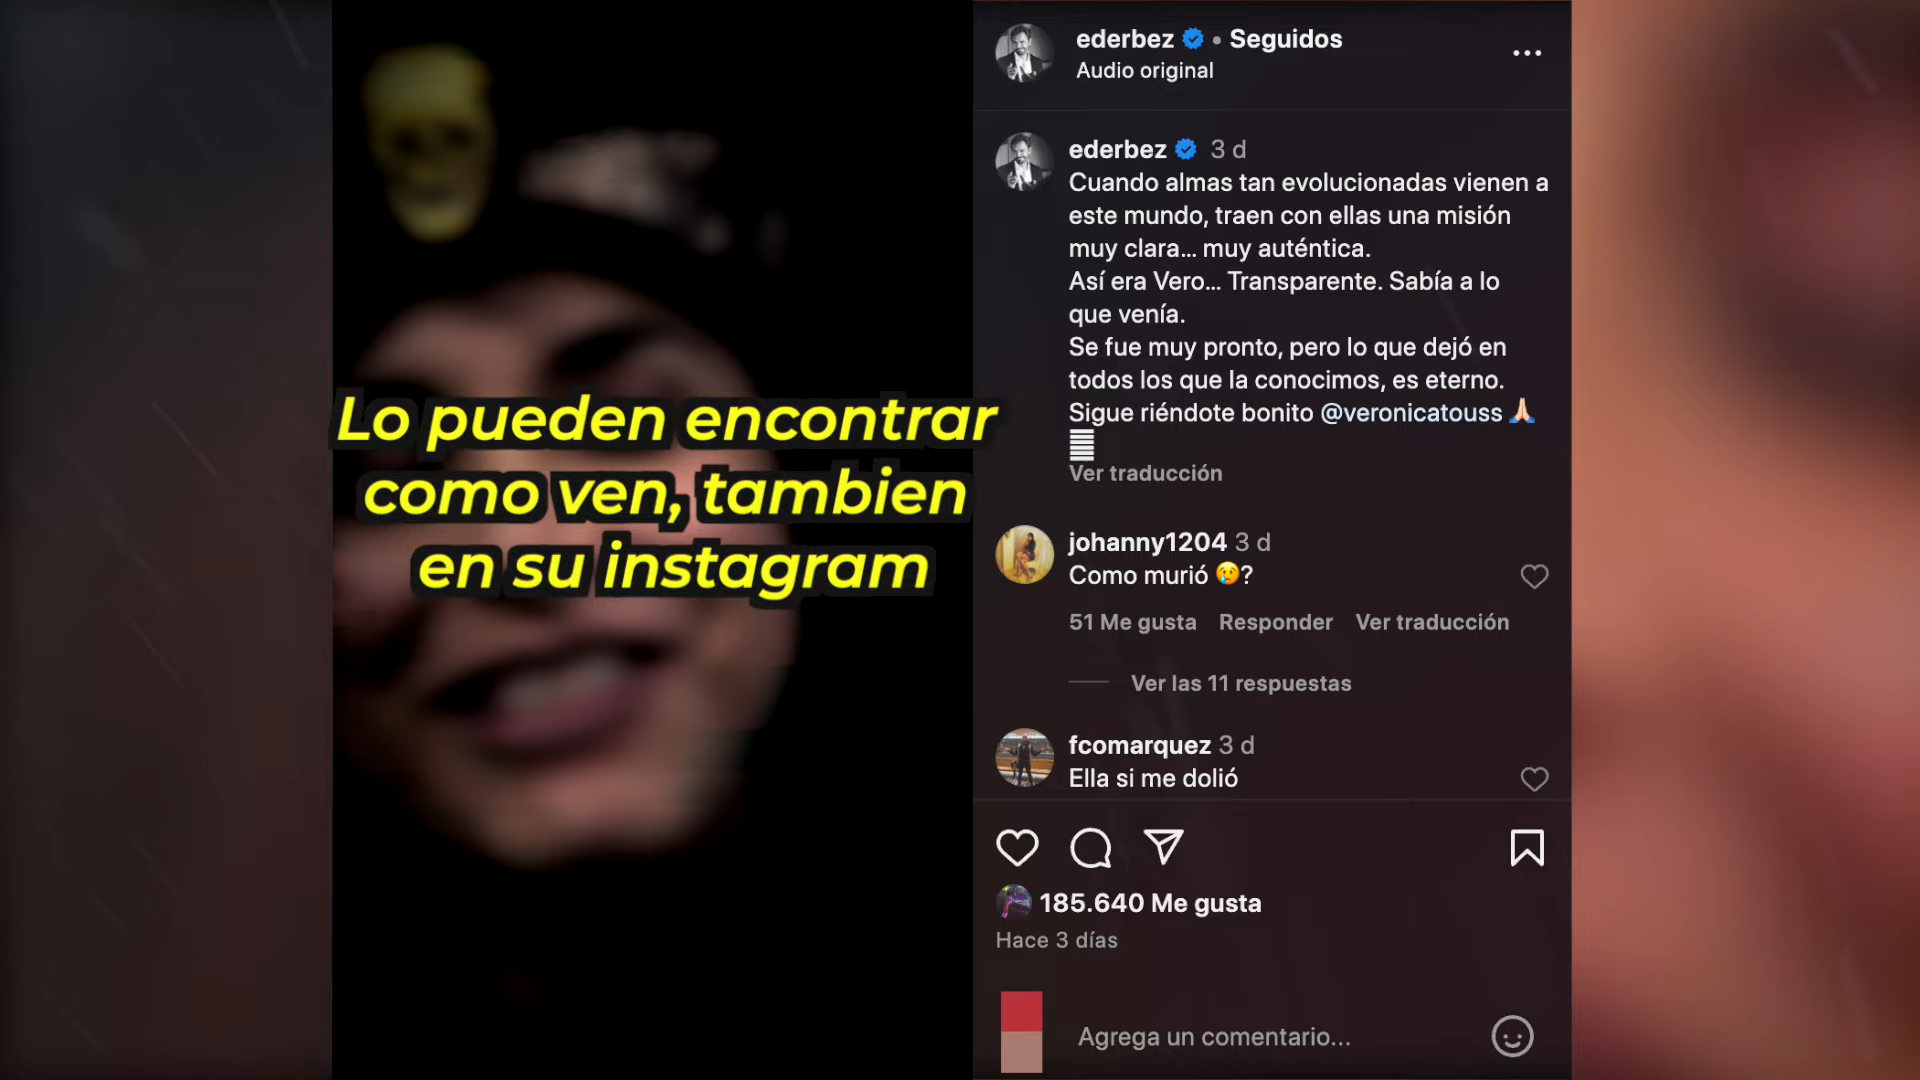 Lo pueden encontrar
como ven, tambien
en su instagram
ederbez • Seguidos
Audio original
ederbez 3 d
Cuando almas tan evolucionadas vienen a
este mundo, traen con ellas una misión
muy clara... muy auténtica.
Así era Vero... Transparente. Sabía a lo
que venía.
Se fue muy pronto, pero lo que dejó en
todos los que la conocimos, es eterno.
Sigue riéndote bonito @veronicatouss 🙏🏻
Ver traducción
johanny1204 3 d
Como murió 😢?
51 Me gusta Responder Ver traducción
Ver las 11 respuestas
fcomarquez 3 d
Ella si me dolió
185.640 Me gusta
Hace 3 días
Agrega un comentario...